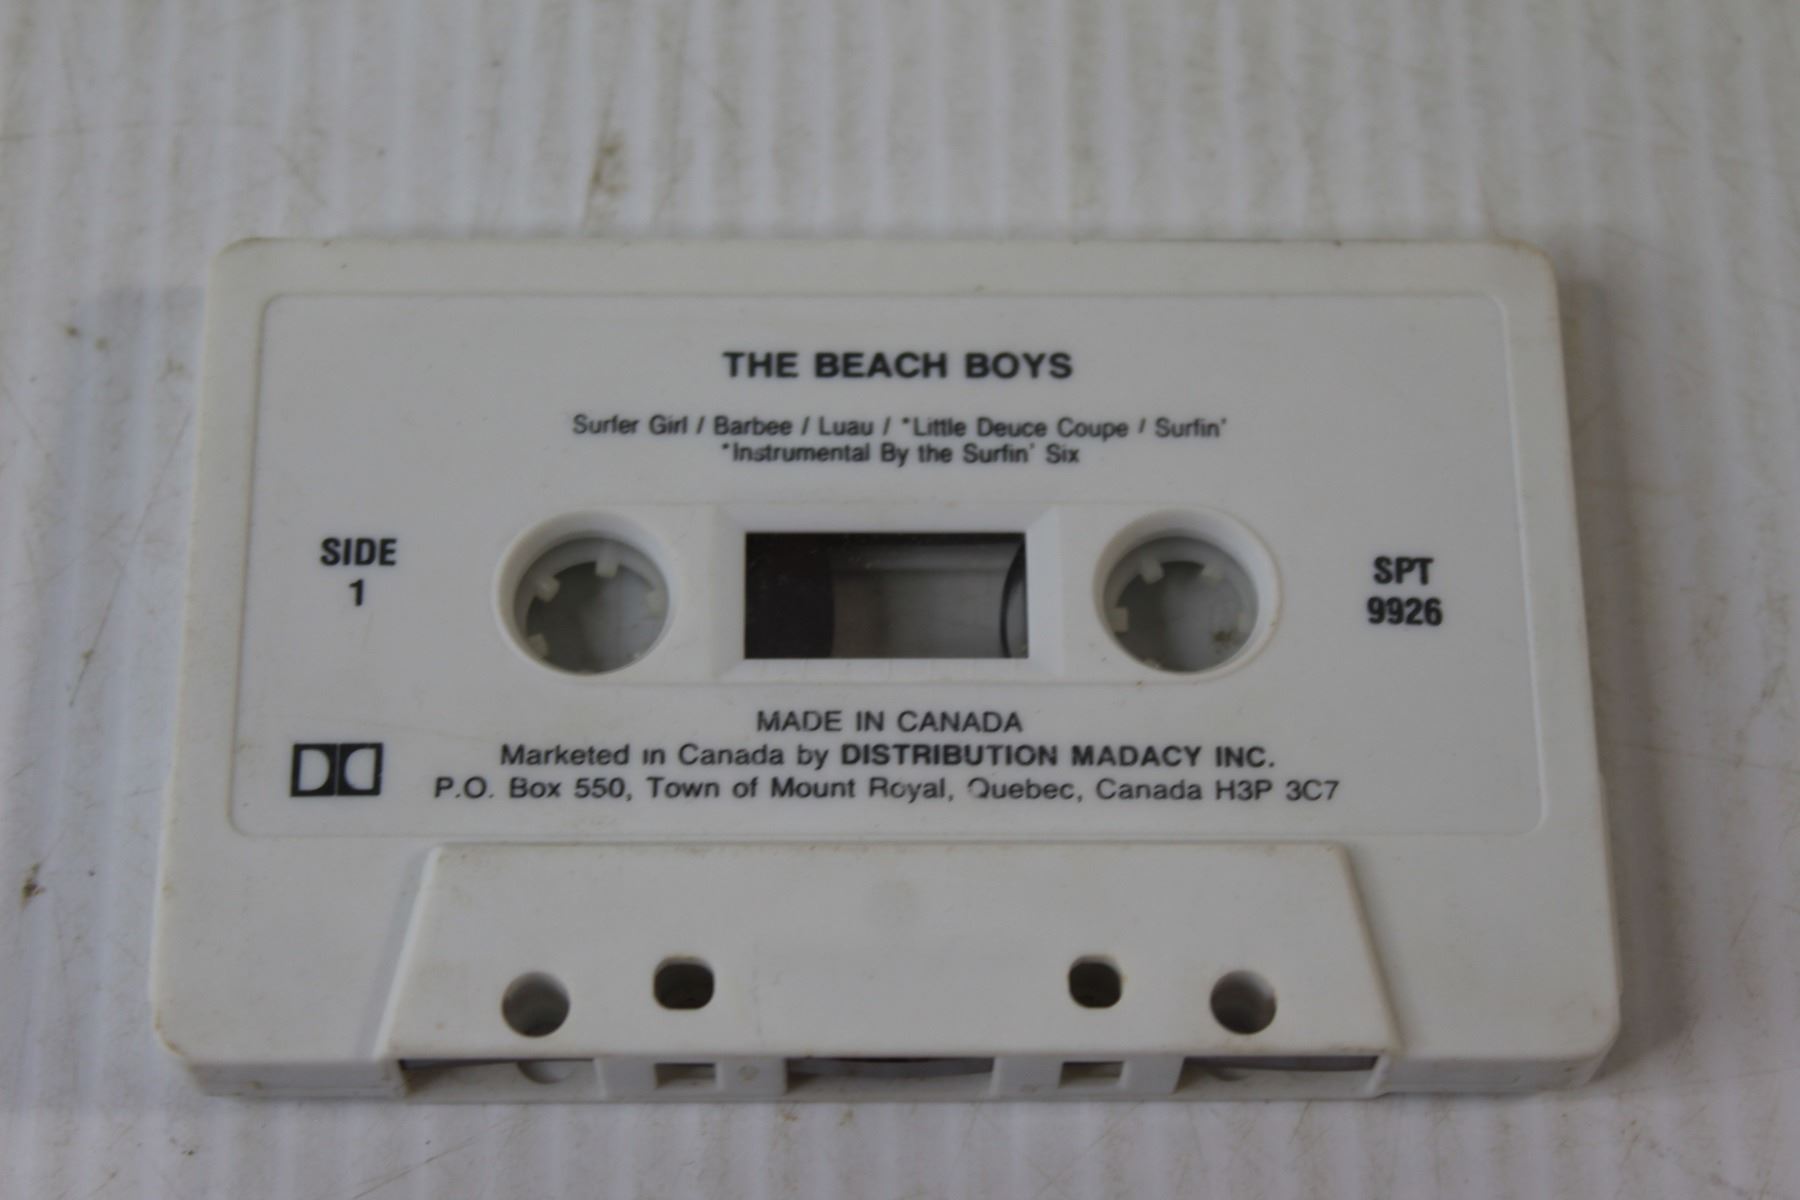 THE BEACH BOYS
Surfer Girl / Barbee / Luau / *Little Deuce Coupe / Surfin'
*Instrumental By the Surfin' Six
SIDE
1
SPT
9926
MADE IN CANADA
Marketed in Canada by DISTRIBUTION MADACY INC.
P.O. Box 550, Town of Mount Royal, Quebec, Canada H3P 3C7